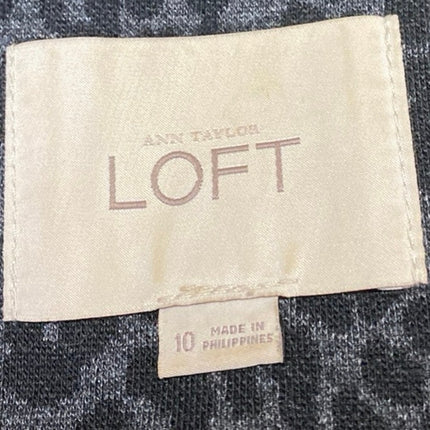 ANN TAYLOR
LOFT
10 MADE IN
PHILIPPINES